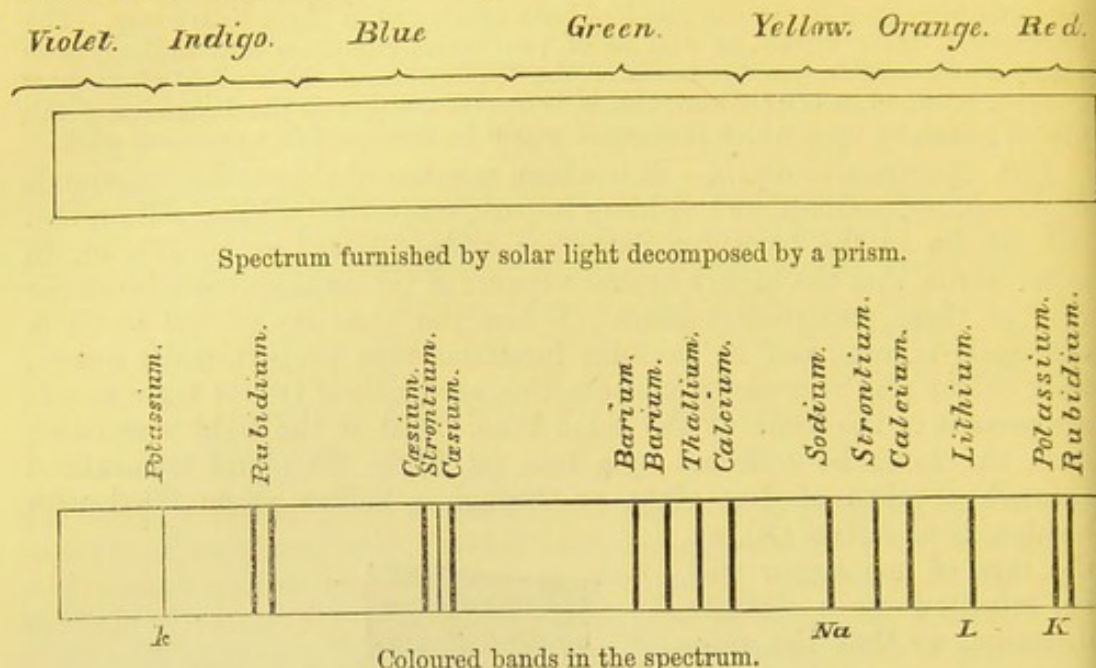 Violet. Indigo. Blue Green. Yellow. Orange. Red.
Spectrum furnished by solar light decomposed by a prism.
Potassium. Rubidium. Cæsium. Strontium. Cæsium. Barium. Barium. Thallium. Calcium. Sodium. Strontium. Calcium. Lithium. Potassium. Rubidium.
k Na L K
Coloured bands in the spectrum.